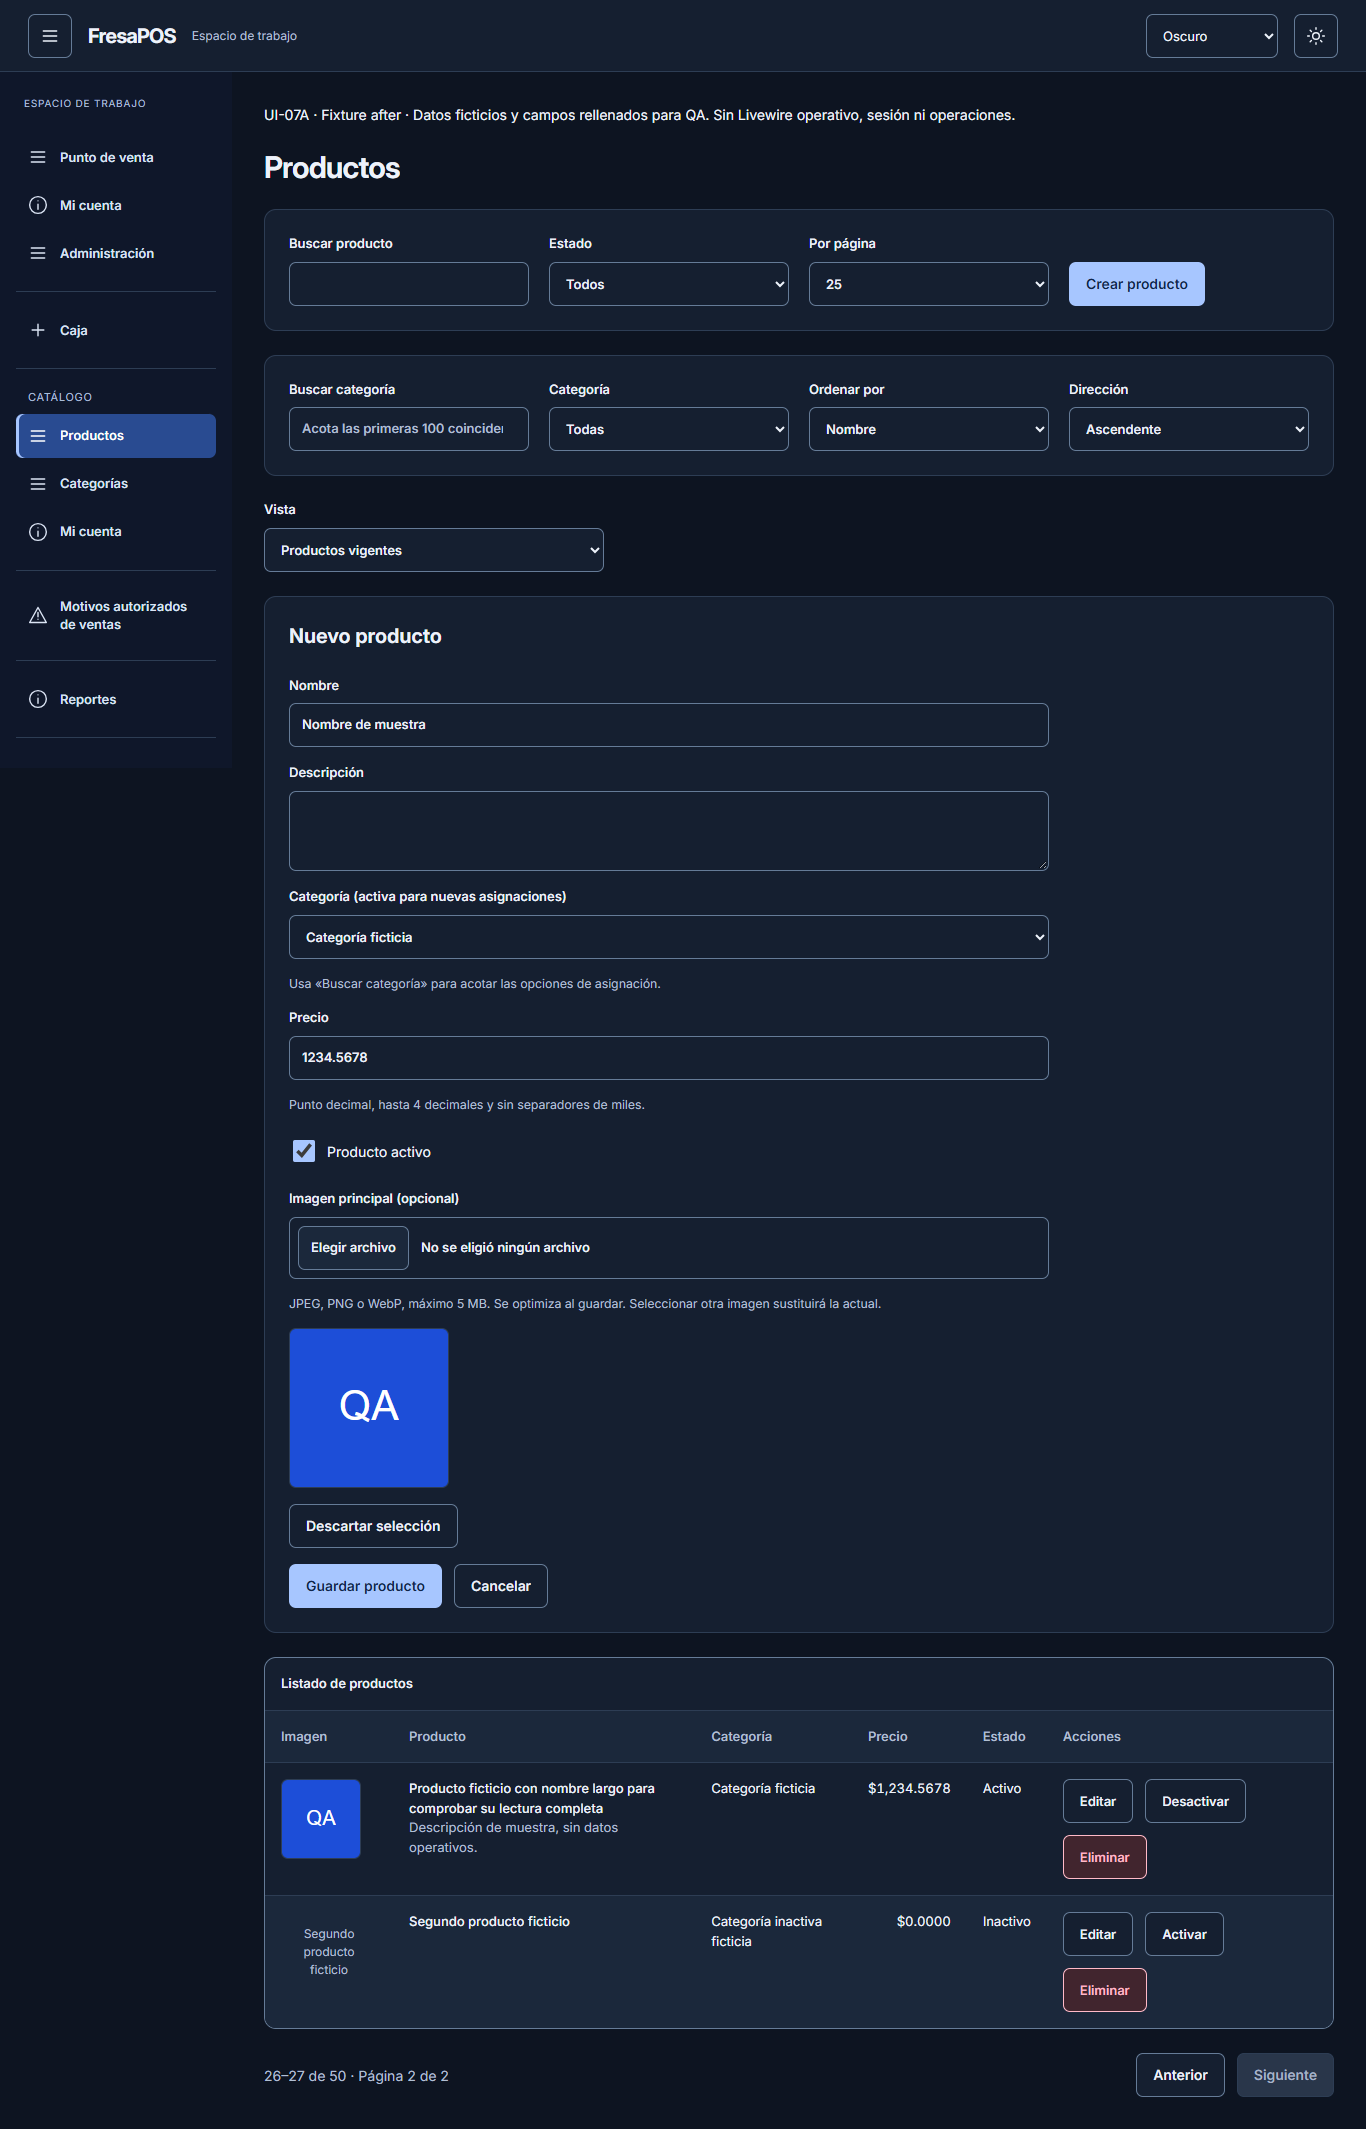 FresaPOS
Espacio de trabajo
Oscuro
ESPACIO DE TRABAJO
Punto de venta
Mi cuenta
Administración
Caja
CATÁLOGO
Productos
Categorías
Mi cuenta
Motivos autorizados
de ventas
Reportes
UI-07A · Fixture after · Datos ficticios y campos rellenados para QA. Sin Livewire operativo, sesión ni operaciones.
Productos
Buscar producto
Estado
Por página
Todos
25
Crear producto
Buscar categoría
Categoría
Ordenar por
Dirección
Acota las primeras 100
Todas
Nombre
Ascendente
Vista
Productos vigentes
Nuevo producto
Nombre
Nombre de muestra
Descripción
Categoría (activa para nuevas asignaciones)
Categoría ficticia
Usa «Buscar categoría» para acotar las opciones de asignación.
Precio
1234.5678
Punto decimal, hasta 4 decimales y sin separadores de miles.
Producto activo
Imagen principal (opcional)
Elegir archivo
No se eligió ningún archivo
JPEG, PNG o WebP, máximo 5 MB. Se optimiza al guardar. Seleccionar otra imagen sustituirá la actual.
QA
Descartar selección
Guardar producto
Cancelar
Listado de productos
Imagen
Producto
Categoría
Precio
Estado
Acciones
QA
Producto ficticio con nombre largo para
comprobar su lectura completa
Descripción de muestra, sin datos
operativos.
Categoría ficticia
$1,234.5678
Activo
Editar
Desactivar
Eliminar
Segundo
producto
ficticio
Segundo producto ficticio
Categoría inactiva
ficticia
$0.0000
Inactivo
Editar
Activar
Eliminar
26–27 de 50 · Página 2 de 2
Anterior
Siguiente